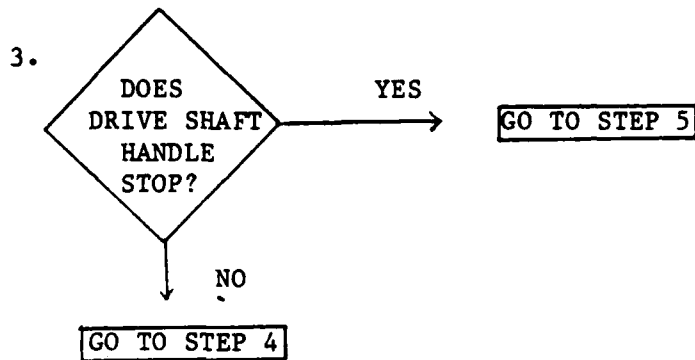 3.
DOES
DRIVE SHAFT
HANDLE
STOP?
YES
GO TO STEP 5
NO
GO TO STEP 4